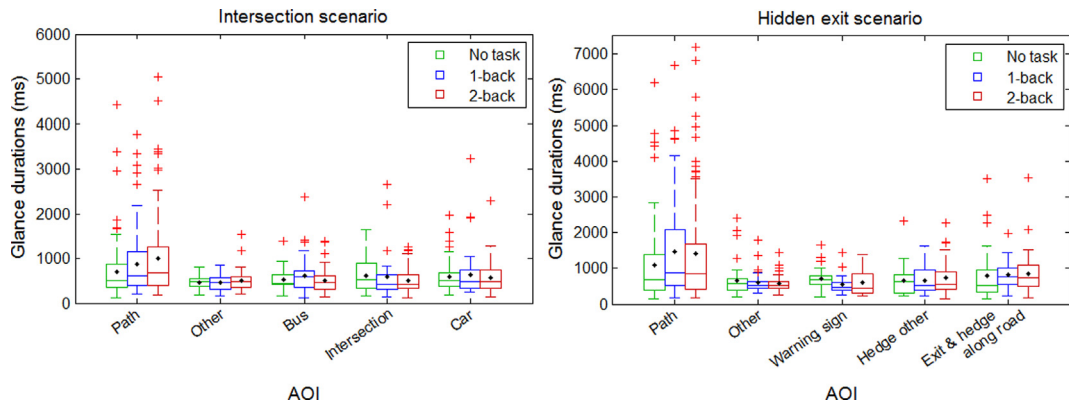 Intersection scenario
Glance durations (ms)
6000
5000
4000
3000
2000
1000
0
No task
1-back
2-back
Path
Other
Bus
Intersection
Car
AOI
Hidden exit scenario
Glance durations (ms)
7000
6000
5000
4000
3000
2000
1000
0
No task
1-back
2-back
Path
Other
Warning sign
Hedge other
Exit & hedge
along road
AOI